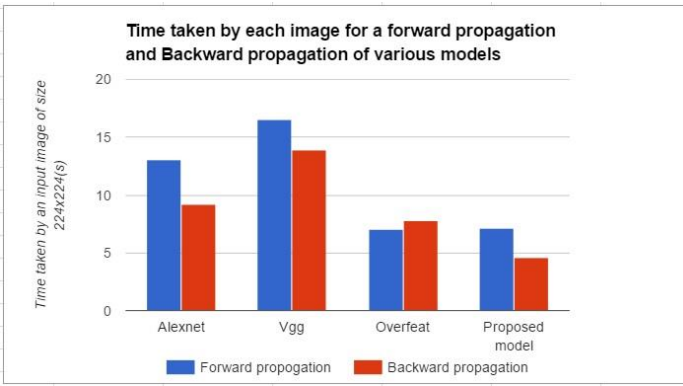 Time taken by each image for a forward propagation
and Backward propagation of various models
Time taken by an input image of size
224x224(s)
20
15
10
5
0
Alexnet
Vgg
Overfeat
Proposed
model
Forward propogation
Backward propagation